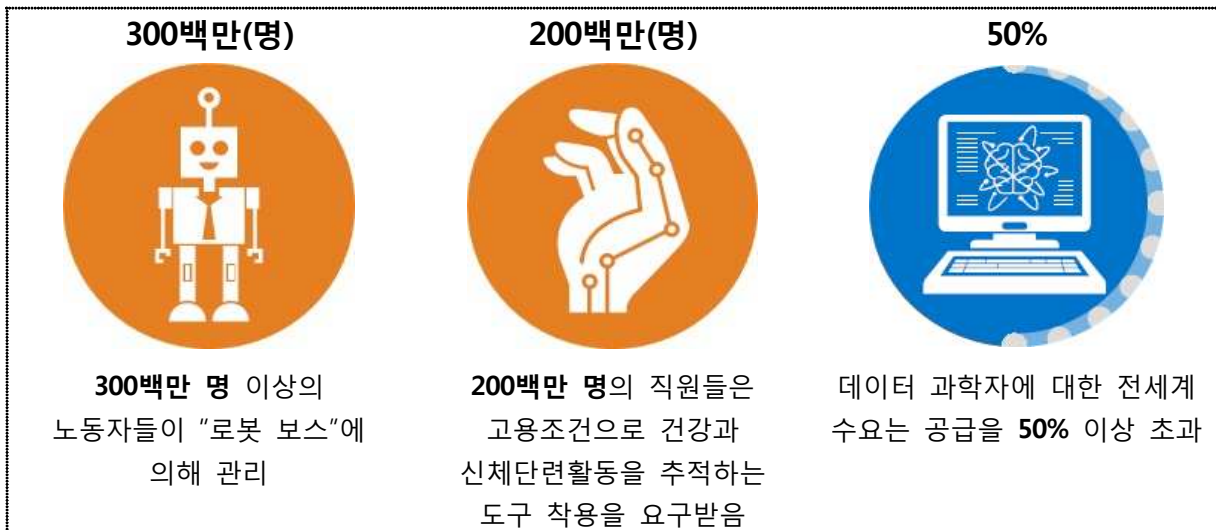 300백만(명)
200백만(명)
50%
300백만 명 이상의
노동자들이 "로봇 보스"에
의해 관리
200백만 명의 직원들은
고용조건으로 건강과
신체단련활동을 추적하는
도구 착용을 요구받음
데이터 과학자에 대한 전세계
수요는 공급을 50% 이상 초과